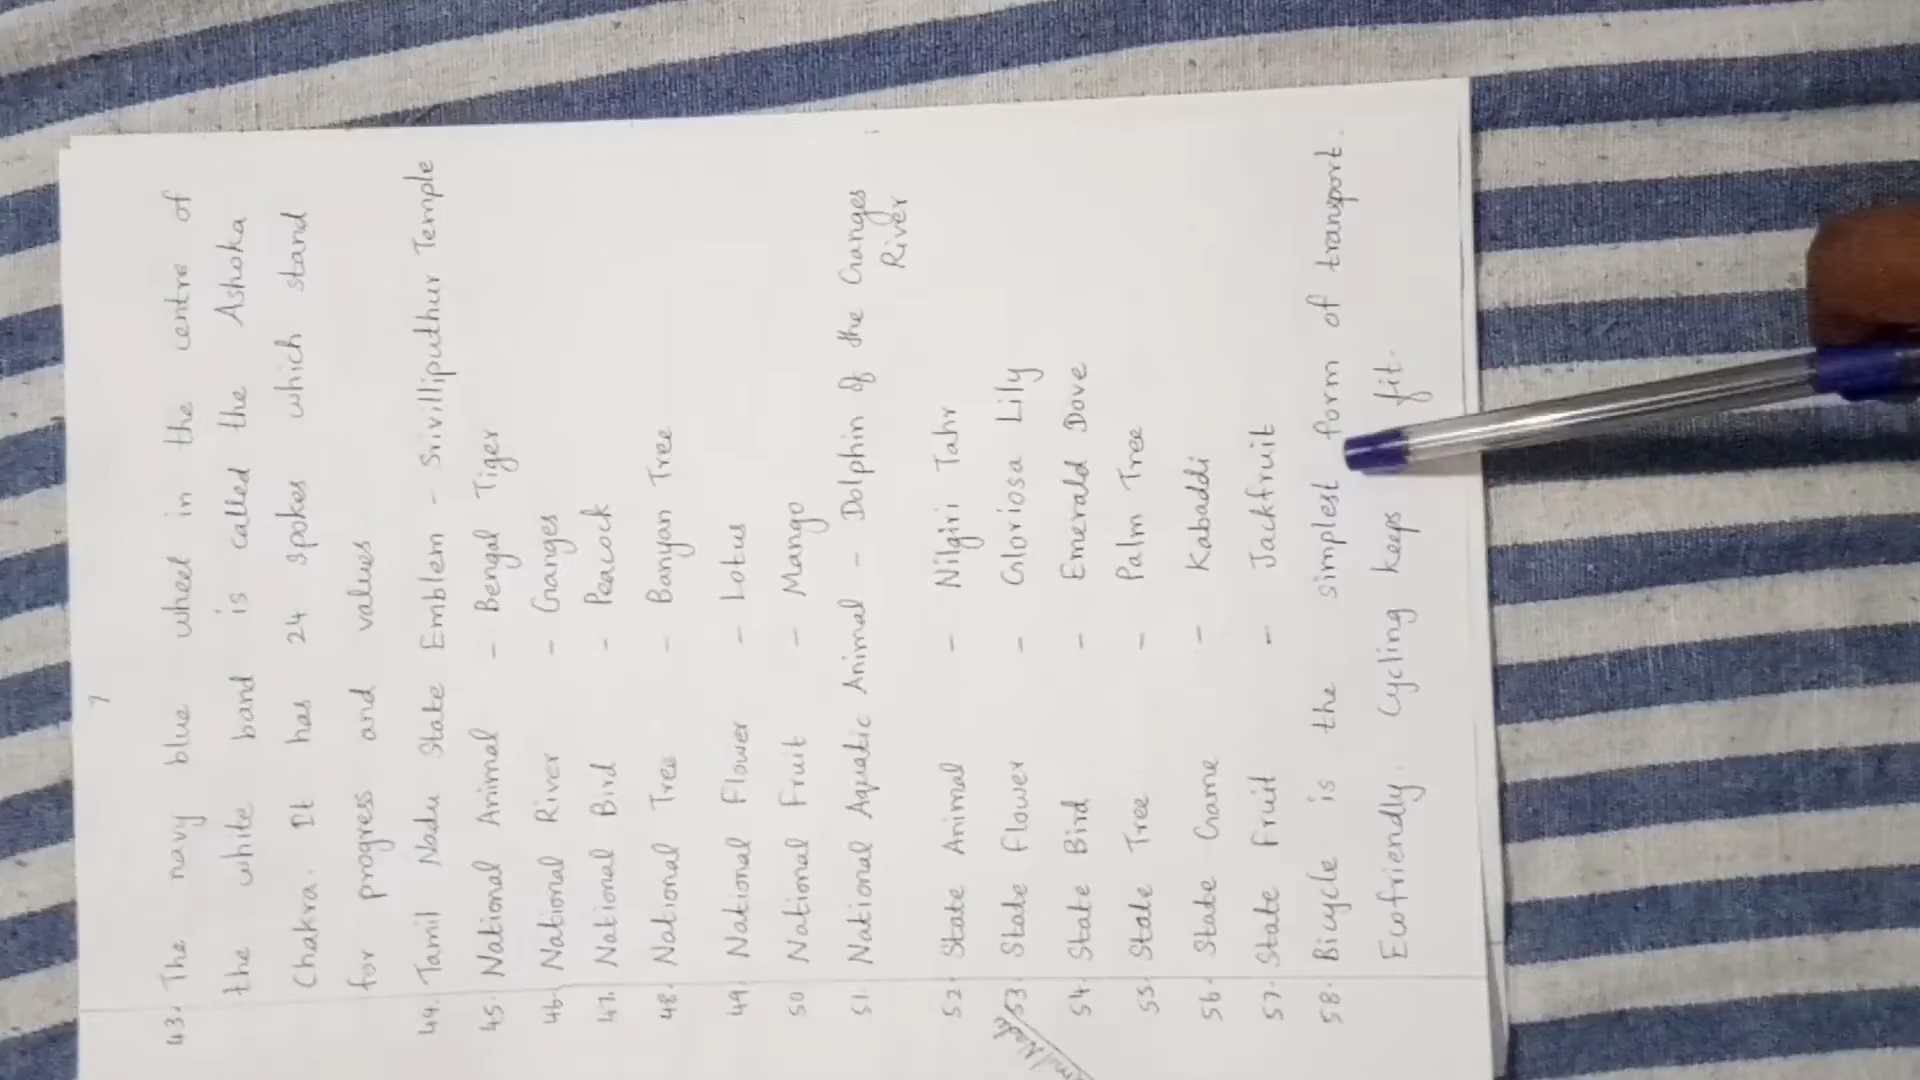 7
43. The navy blue wheel in the centre of
the white band is called the Ashoka
Chakra. It has 24 spokes which stand
for progress and values
44. Tamil Nadu State Emblem - Srivilliputhur Temple
45. National Animal - Bengal Tiger
46. National River - Ganges
47. National Bird - Peacock
48. National Tree - Banyan Tree
49. National Flower - Lotus
50 National Fruit - Mango
51. National Aquatic Animal - Dolphin of the Ganges
River
52. State Animal - Nilgiri Tahr
53. State Flower - Gloriosa Lily
54. State Bird - Emerald Dove
55. State Tree - Palm Tree
56. State Game - Kabaddi
57. State Fruit - Jackfruit
58. Bicycle is the simplest form of transport.
Ecofriendly. Cycling keeps fit.